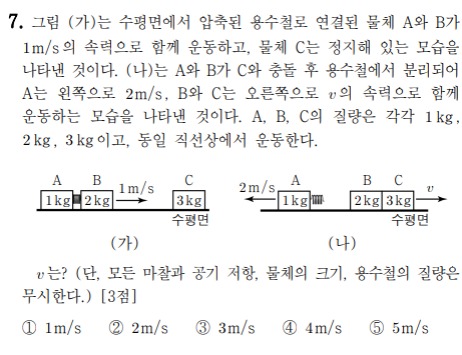 7. 그림 (가)는 수평면에서 압축된 용수철로 연결된 물체 A와 B가
1m/s의 속력으로 함께 운동하고, 물체 C는 정지해 있는 모습을
나타낸 것이다. (나)는 A와 B가 C와 충돌 후 용수철에서 분리되어
A는 왼쪽으로 2m/s, B와 C는 오른쪽으로 v의 속력으로 함께
운동하는 모습을 나타낸 것이다. A, B, C의 질량은 각각 1kg,
2kg, 3kg이고, 동일 직선상에서 운동한다.
A B 1m/s C
1kg 2kg 3kg
수평면
(가)
2m/s A B C v
1kg 2kg 3kg
수평면
(나)
v는? (단, 모든 마찰과 공기 저항, 물체의 크기, 용수철의 질량은
무시한다.) [3점]
① 1m/s ② 2m/s ③ 3m/s ④ 4m/s ⑤ 5m/s